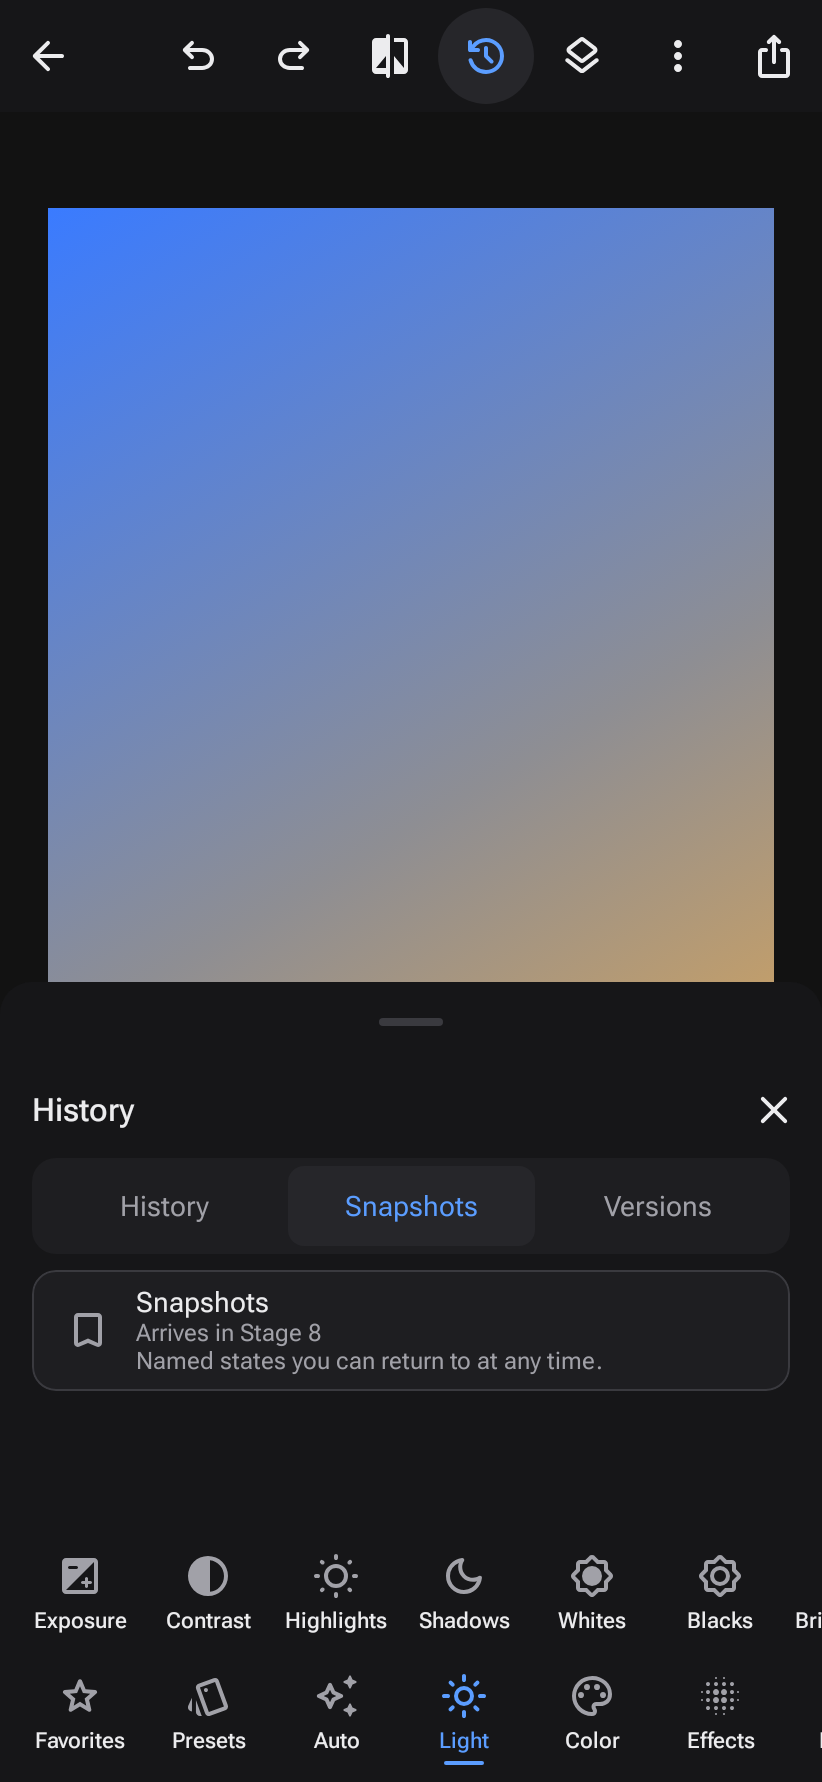 History
History
Snapshots
Versions
Snapshots
Arrives in Stage 8
Named states you can return to at any time.
Exposure
Contrast
Highlights
Shadows
Whites
Blacks
Bri
Favorites
Presets
Auto
Light
Color
Effects